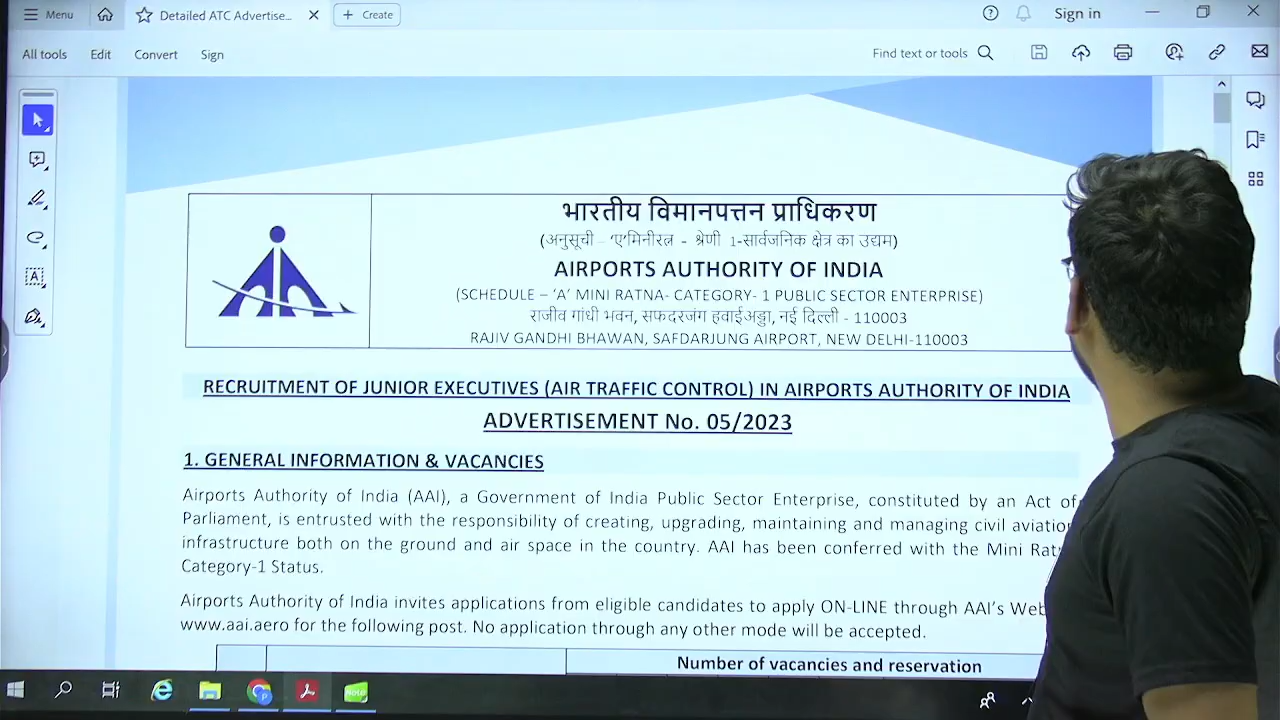 Menu
Detailed ATC Advertise...
Create
Sign in
All tools
Edit
Convert
Sign
Find text or tools
भारतीय विमानपत्तन प्राधिकरण
(अनुसूची – 'ए'मिनीरत्न - श्रेणी 1-सार्वजनिक क्षेत्र का उद्यम)
AIRPORTS AUTHORITY OF INDIA
(SCHEDULE – 'A' MINI RATNA- CATEGORY- 1 PUBLIC SECTOR ENTERPRISE)
राजीव गांधी भवन, सफदरजंग हवाईअड्डा, नई दिल्ली - 110003
RAJIV GANDHI BHAWAN, SAFDARJUNG AIRPORT, NEW DELHI-110003
RECRUITMENT OF JUNIOR EXECUTIVES (AIR TRAFFIC CONTROL) IN AIRPORTS AUTHORITY OF INDIA
ADVERTISEMENT No. 05/2023
1. GENERAL INFORMATION & VACANCIES
Airports Authority of India (AAI), a Government of India Public Sector Enterprise, constituted by an Act of
Parliament, is entrusted with the responsibility of creating, upgrading, maintaining and managing civil
infrastructure both on the ground and air space in the country. AAI has been conferred with the Mini
Category-1 Status.
Airports Authority of India invites applications from eligible candidates to apply ON-LINE through AAI's
www.aai.aero for the following post. No application through any other mode will be accepted.
Number of vacancies and reservation